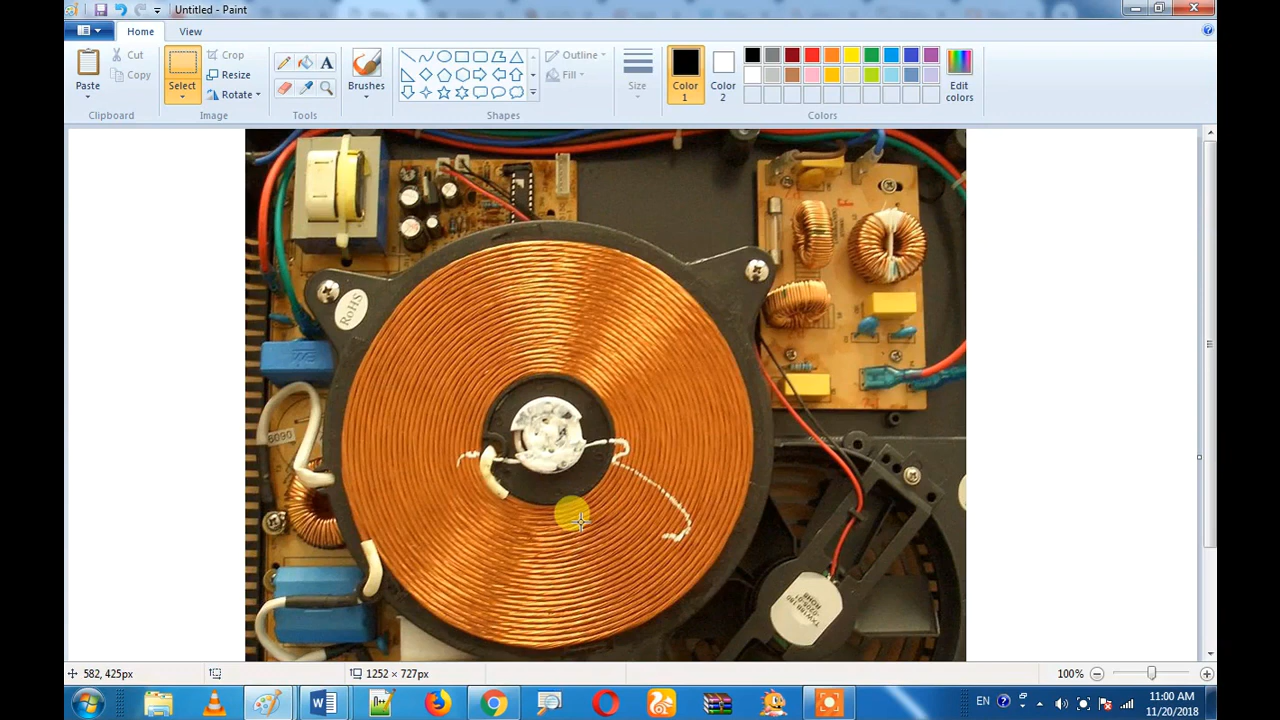 Untitled - Paint
Home
View
Paste
Cut
Copy
Clipboard
Select
Crop
Resize
Rotate
Image
Tools
Brushes
Shapes
Outline
Fill
Size
Color 1
Color 2
Edit colors
Colors
RoHS
6090
582, 425px
1252 × 727px
100%
EN
11:00 AM
11/20/2018